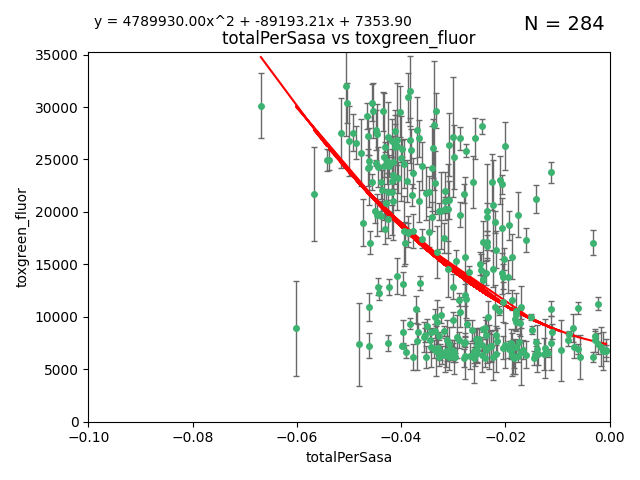 y = 4789930.00x^2 + -89193.21x + 7353.90
N = 284
totalPerSasa vs toxgreen_fluor
35000
30000
25000
20000
15000
10000
5000
0
toxgreen_fluor
−0.10
−0.08
−0.06
−0.04
−0.02
0.00
totalPerSasa